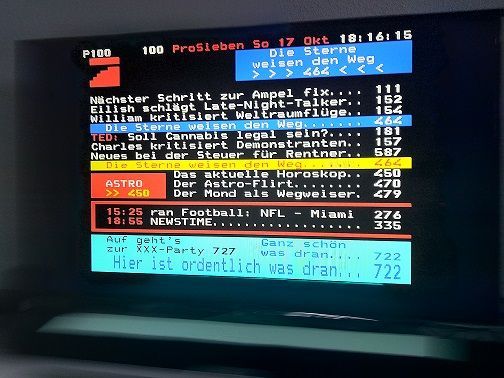 P100 100 ProSieben So 17 Okt 18:16:15
Die Sterne
weisen den Weg
> > > 464 < < <
Nächster Schritt zur Ampel fix.... 111
Eilish schlägt Late-Night-Talker.. 152
William kritisiert Weltraumflüge.. 154
Die Sterne weisen den Weg....... 464
TED: Soll Cannabis legal sein?.... 181
Charles kritisiert Demonstranten.. 157
Neues bei der Steuer für Rentner.. 587
Die Sterne weisen den Weg....... 464
Das aktuelle Horoskop.. 450
ASTRO Der Astro-Flirt........ 470
>> 450 Der Mond als Wegweiser. 479
15:25 ran Football: NFL - Miami 276
18:55 NEWSTIME................... 335
Auf geht's Ganz schön
zur XXX-Party 727 was dran... 722
Hier ist ordentlich was dran... 722